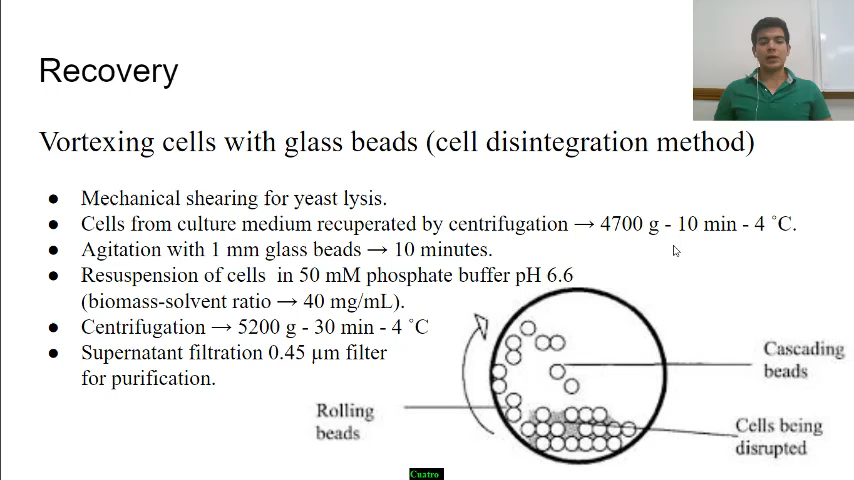 Recovery
Vortexing cells with glass beads (cell disintegration method)
● Mechanical shearing for yeast lysis.
● Cells from culture medium recuperated by centrifugation → 4700 g - 10 min - 4 ˚C.
● Agitation with 1 mm glass beads → 10 minutes.
● Resuspension of cells in 50 mM phosphate buffer pH 6.6
(biomass-solvent ratio → 40 mg/mL).
● Centrifugation → 5200 g - 30 min - 4 ˚C
● Supernatant filtration 0.45 µm filter
for purification.
Cascading
beads
Rolling
beads
Cells being
disrupted
Cuatro